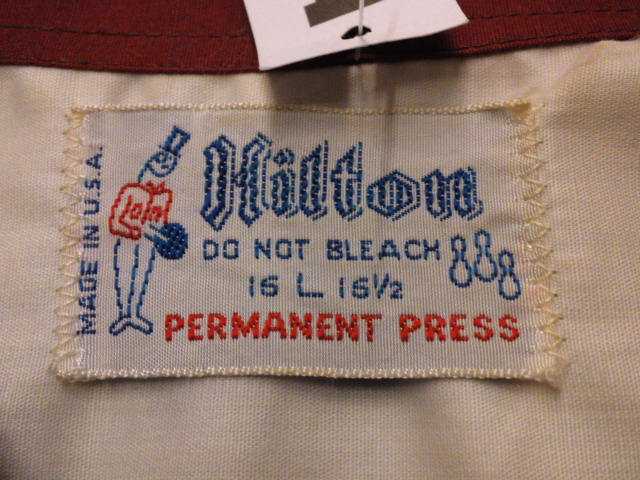 Hilton
MADE IN U.S.A.
DO NOT BLEACH
16 L 16½
PERMANENT PRESS